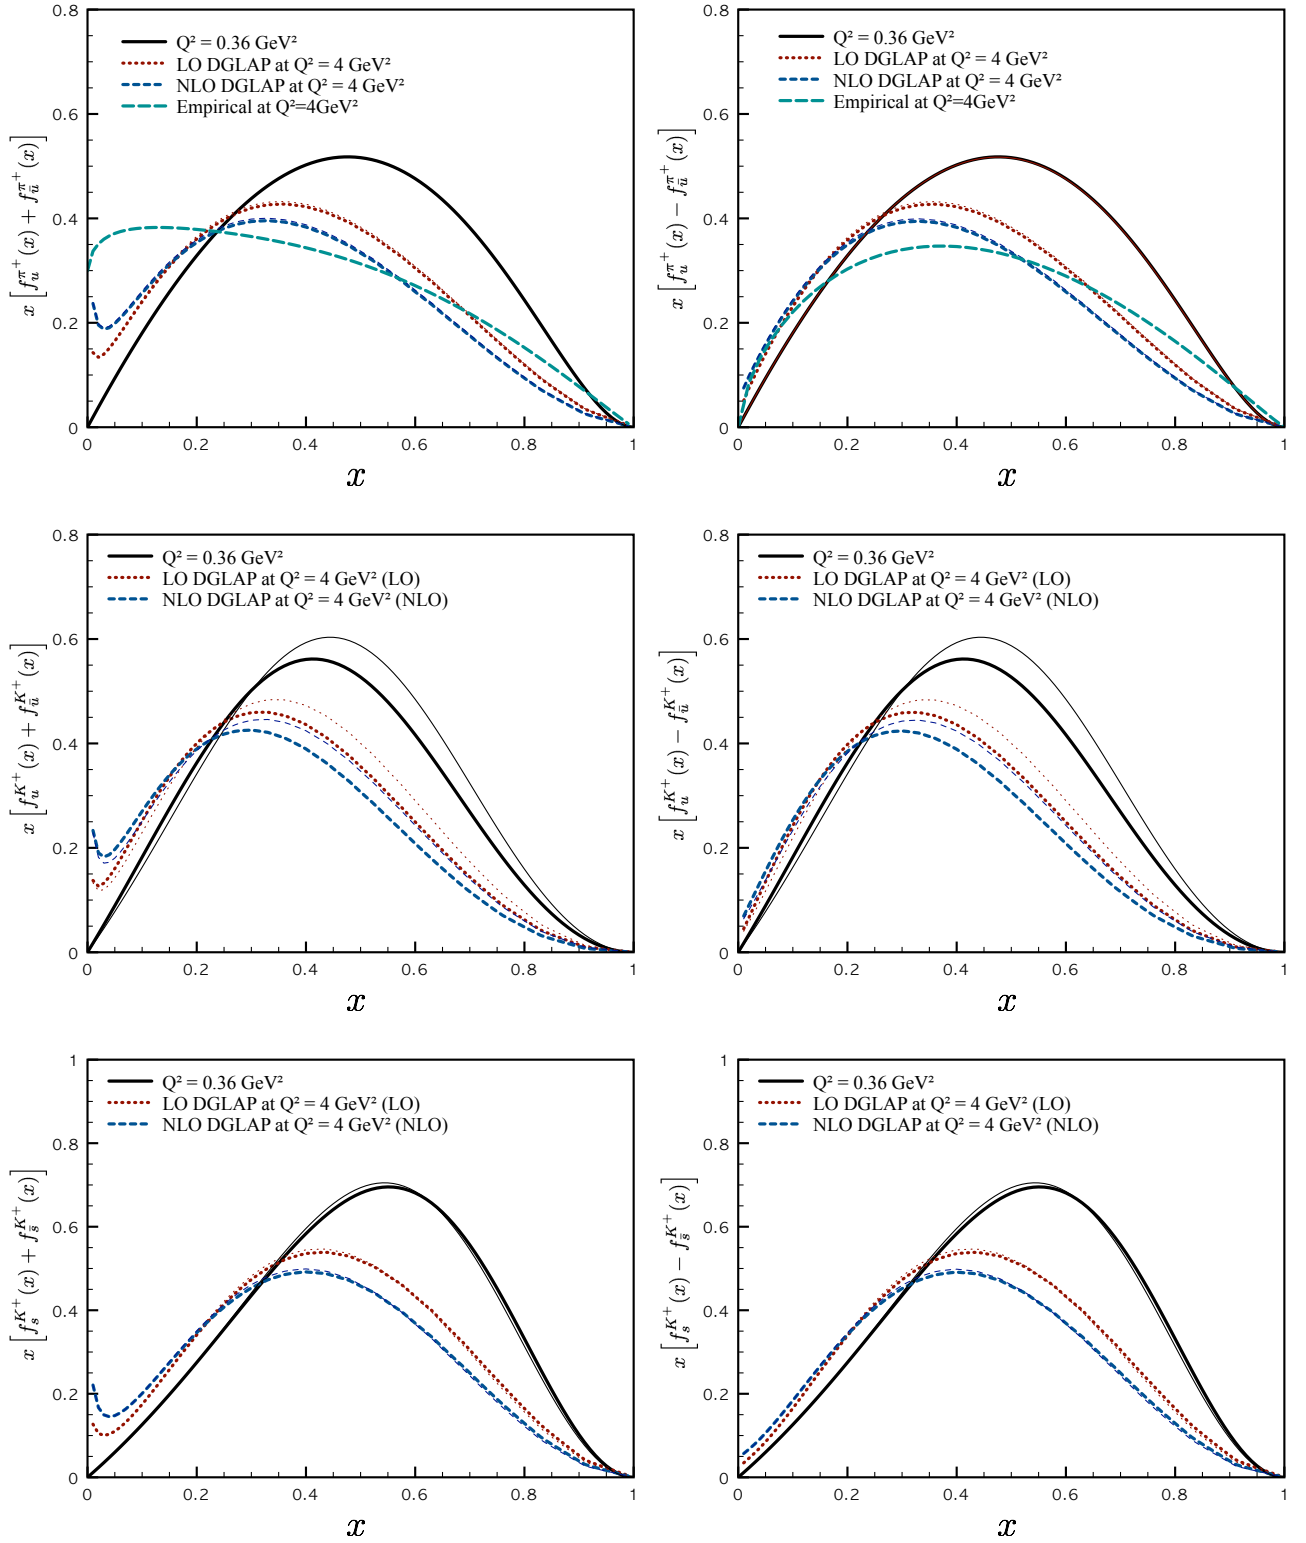 0.8
0.6
0.4
0.2
0
0 0.2 0.4 0.6 0.8 1
x
x [f_u^{π⁺}(x) + f_ū^{π⁺}(x)]
Q² = 0.36 GeV²
LO DGLAP at Q² = 4 GeV²
NLO DGLAP at Q² = 4 GeV²
Empirical at Q²=4GeV²
0.8
0.6
0.4
0.2
0
0 0.2 0.4 0.6 0.8 1
x
x [f_u^{π⁺}(x) − f_ū^{π⁺}(x)]
Q² = 0.36 GeV²
LO DGLAP at Q² = 4 GeV²
NLO DGLAP at Q² = 4 GeV²
Empirical at Q²=4GeV²
0.8
0.6
0.4
0.2
0
0 0.2 0.4 0.6 0.8 1
x
x [f_u^{K⁺}(x) + f_ū^{K⁺}(x)]
Q² = 0.36 GeV²
LO DGLAP at Q² = 4 GeV² (LO)
NLO DGLAP at Q² = 4 GeV² (NLO)
0.8
0.6
0.4
0.2
0
0 0.2 0.4 0.6 0.8 1
x
x [f_u^{K⁺}(x) − f_ū^{K⁺}(x)]
Q² = 0.36 GeV²
LO DGLAP at Q² = 4 GeV² (LO)
NLO DGLAP at Q² = 4 GeV² (NLO)
1
0.8
0.6
0.4
0.2
0
0 0.2 0.4 0.6 0.8 1
x
x [f_s^{K⁺}(x) + f_s̄^{K⁺}(x)]
Q² = 0.36 GeV²
LO DGLAP at Q² = 4 GeV² (LO)
NLO DGLAP at Q² = 4 GeV² (NLO)
1
0.8
0.6
0.4
0.2
0
0 0.2 0.4 0.6 0.8 1
x
x [f_s^{K⁺}(x) − f_s̄^{K⁺}(x)]
Q² = 0.36 GeV²
LO DGLAP at Q² = 4 GeV² (LO)
NLO DGLAP at Q² = 4 GeV² (NLO)